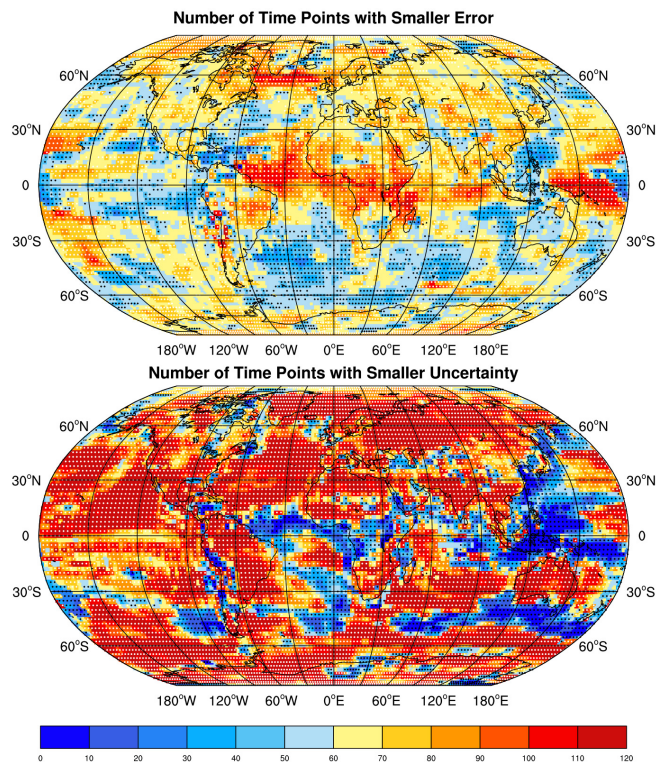 Number of Time Points with Smaller Error
60°N 60°N
30°N 30°N
0 0
30°S 30°S
60°S 60°S
180°W 120°W 60°W 0°E 60°E 120°E 180°E
Number of Time Points with Smaller Uncertainty
60°N 60°N
30°N 30°N
0 0
30°S 30°S
60°S 60°S
180°W 120°W 60°W 0°E 60°E 120°E 180°E
0 10 20 30 40 50 60 70 80 90 100 110 120